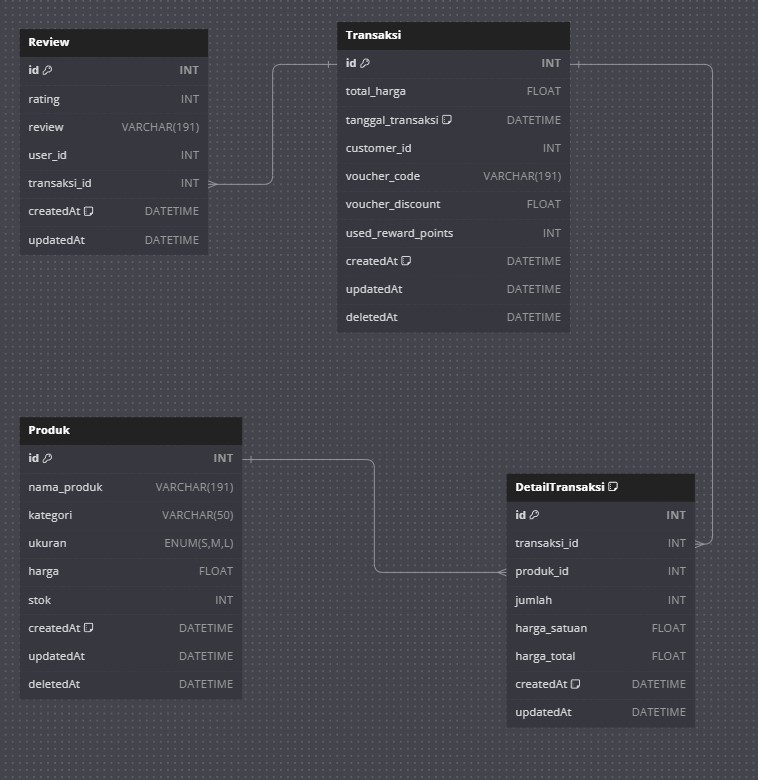 Review
id INT
rating INT
review VARCHAR(191)
user_id INT
transaksi_id INT
createdAt DATETIME
updatedAt DATETIME
Transaksi
id INT
total_harga FLOAT
tanggal_transaksi DATETIME
customer_id INT
voucher_code VARCHAR(191)
voucher_discount FLOAT
used_reward_points INT
createdAt DATETIME
updatedAt DATETIME
deletedAt DATETIME
Produk
id INT
nama_produk VARCHAR(191)
kategori VARCHAR(50)
ukuran ENUM(S,M,L)
harga FLOAT
stok INT
createdAt DATETIME
updatedAt DATETIME
deletedAt DATETIME
DetailTransaksi
id INT
transaksi_id INT
produk_id INT
jumlah INT
harga_satuan FLOAT
harga_total FLOAT
createdAt DATETIME
updatedAt DATETIME